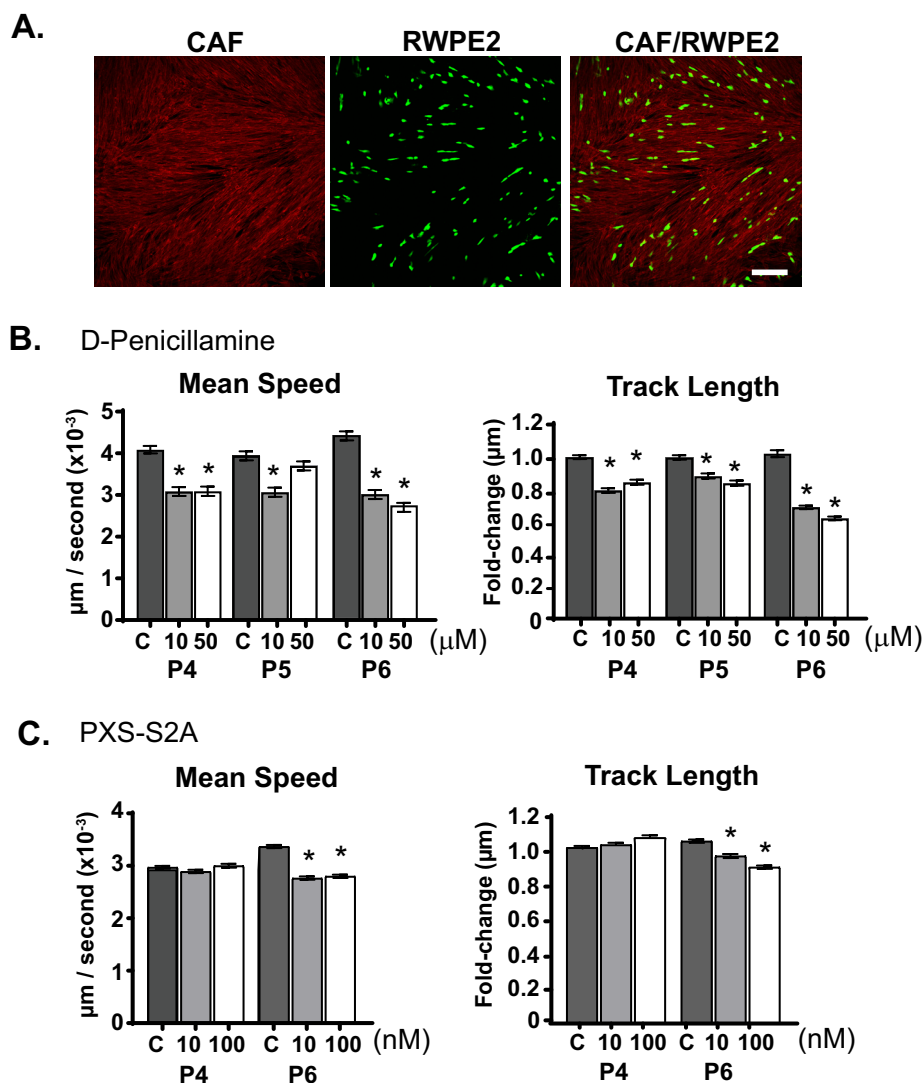 A.
CAF RWPE2 CAF/RWPE2
B. D-Penicillamine
Mean Speed
µm / second (x10⁻³)
5
4
3
2
1
0
C 10 50 C 10 50 C 10 50 (µM)
P4 P5 P6
* * * * *
Track Length
Fold-change (µm)
1.2
1.0
0.8
0.6
0.4
0.2
0
C 10 50 C 10 50 C 10 50 (µM)
P4 P5 P6
* * * * * *
C. PXS-S2A
Mean Speed
µm / second (x10⁻³)
4
3
2
1
0
C 10 100 C 10 100 (nM)
P4 P6
* *
Track Length
Fold-change (µm)
1.2
1.0
0.8
0.6
0.4
0.2
0
C 10 100 C 10 100 (nM)
P4 P6
* *